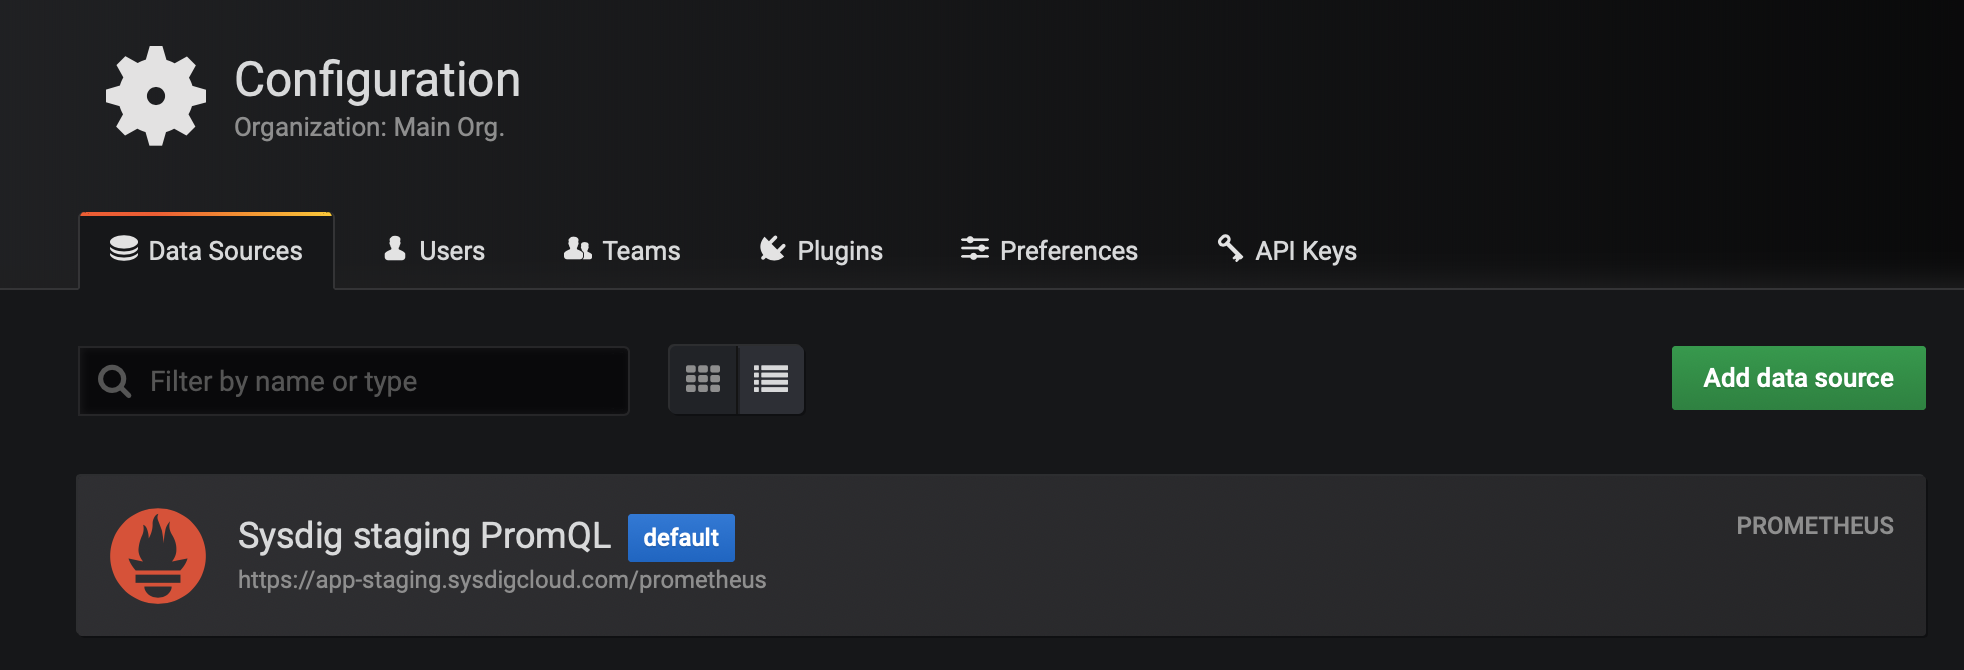 Configuration
Organization: Main Org.
Data Sources Users Teams Plugins Preferences API Keys
Filter by name or type
Add data source
Sysdig staging PromQL default
PROMETHEUS
https://app-staging.sysdigcloud.com/prometheus